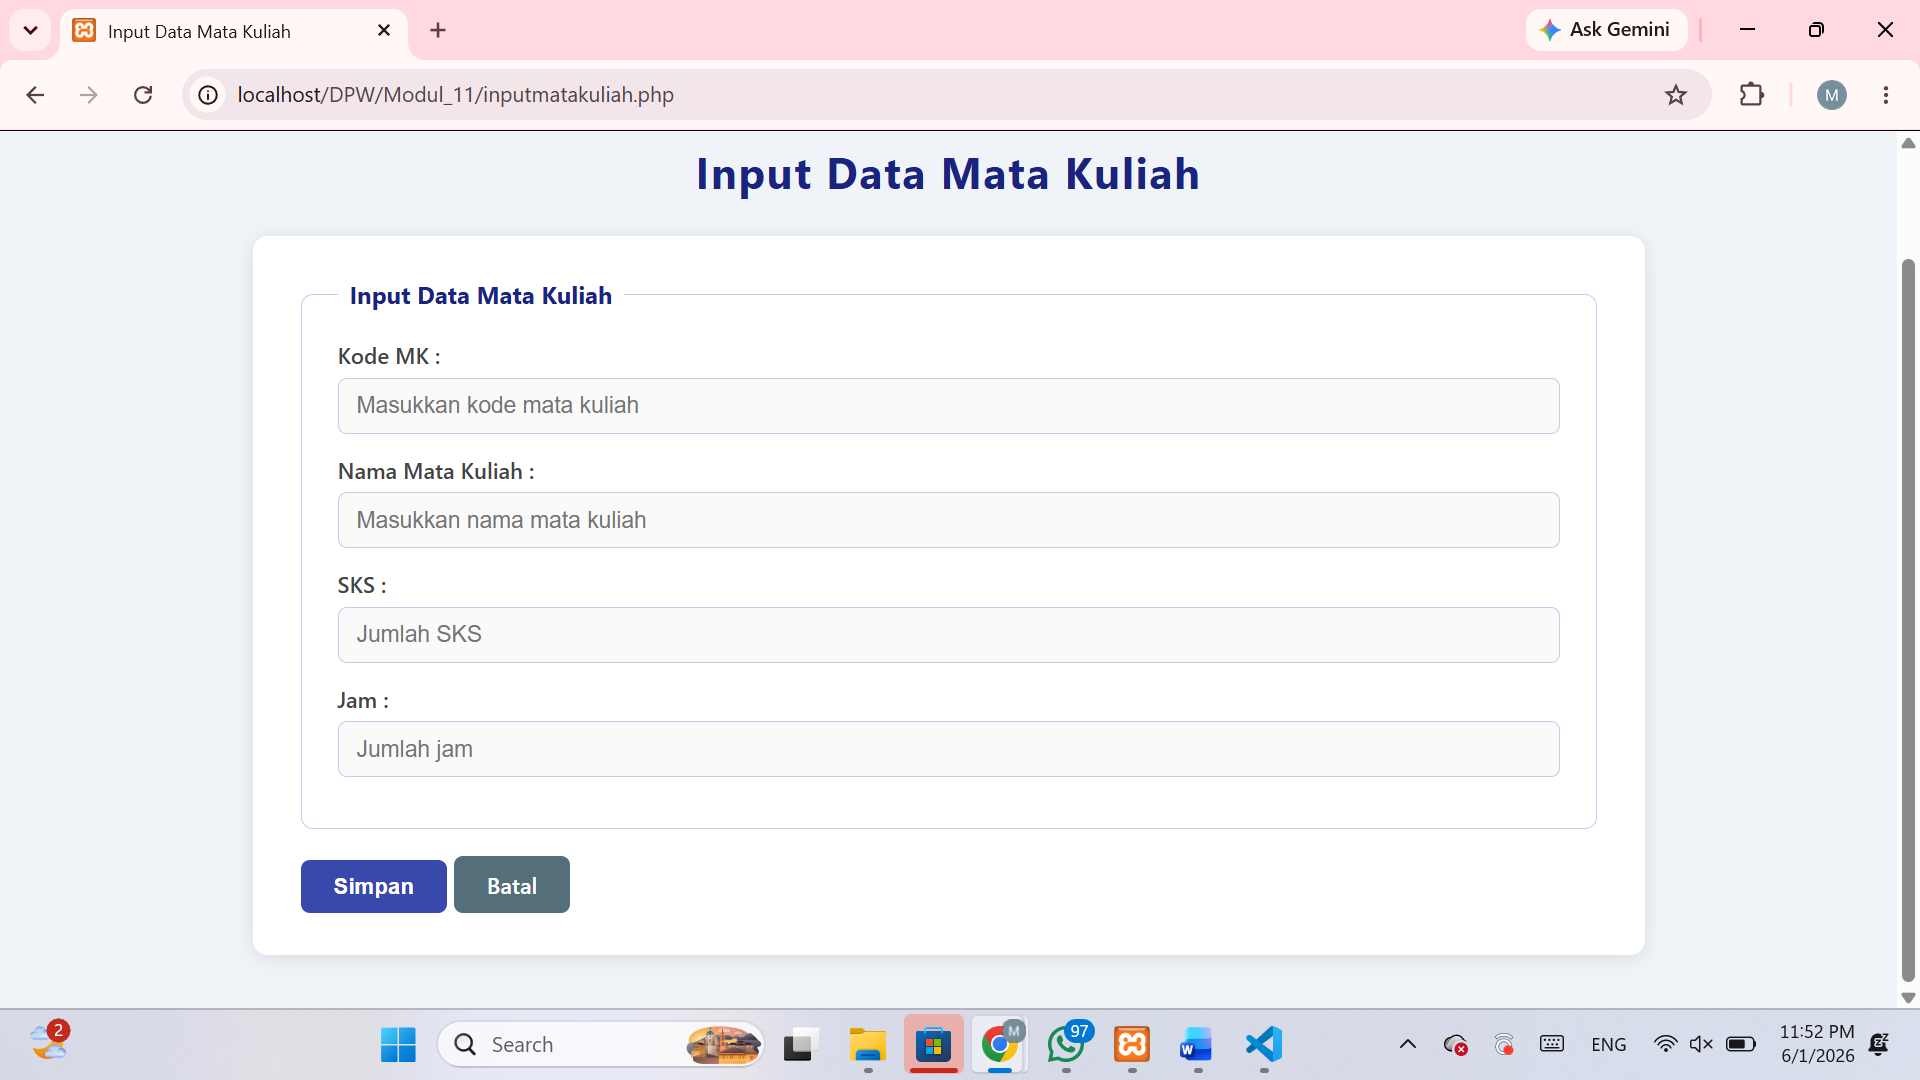 Input Data Mata Kuliah
Ask Gemini
localhost/DPW/Modul_11/inputmatakuliah.php
M
Input Data Mata Kuliah
Input Data Mata Kuliah
Kode MK :
Masukkan kode mata kuliah
Nama Mata Kuliah :
Masukkan nama mata kuliah
SKS :
Jumlah SKS
Jam :
Jumlah jam
Simpan
Batal
2
Search
M
97
W
ENG
11:52 PM
6/1/2026